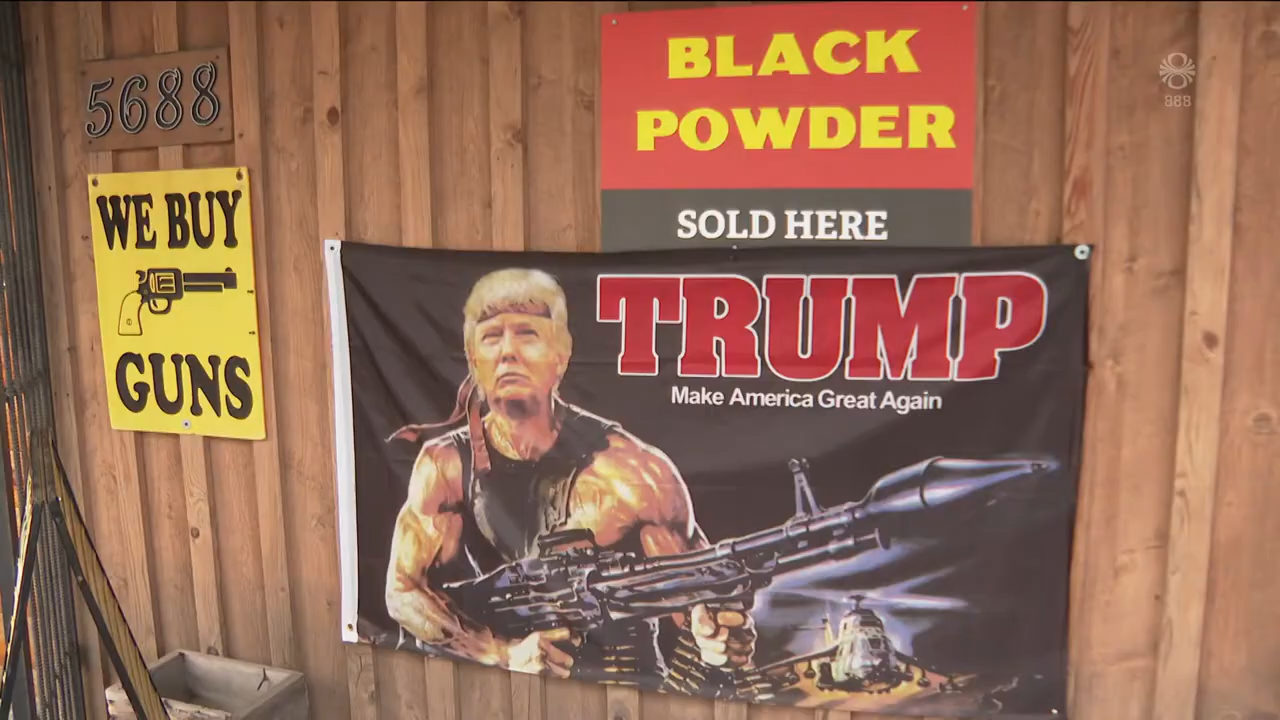 5688
WE BUY
GUNS
BLACK
POWDER
SOLD HERE
TRUMP
Make America Great Again
888